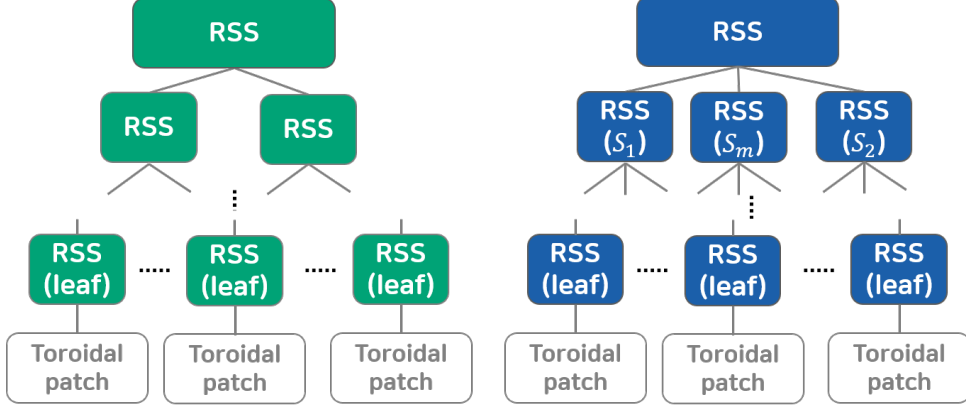 RSS
RSS
RSS
RSS
(leaf)
RSS
(leaf)
RSS
(leaf)
Toroidal
patch
Toroidal
patch
Toroidal
patch
RSS
RSS
(S₁)
RSS
(Sₘ)
RSS
(S₂)
RSS
(leaf)
RSS
(leaf)
RSS
(leaf)
Toroidal
patch
Toroidal
patch
Toroidal
patch